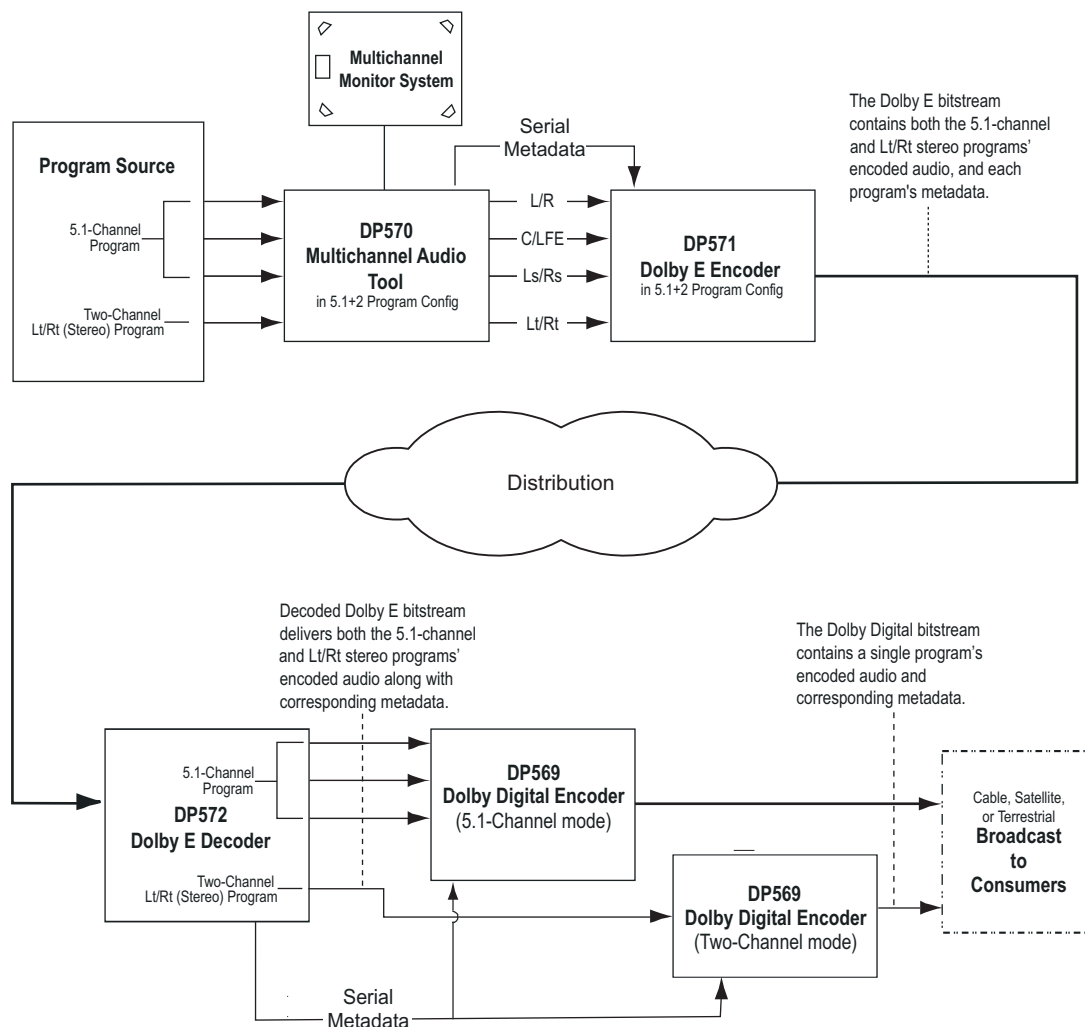 Multichannel
Monitor System
Serial
Metadata
The Dolby E bitstream
contains both the 5.1-channel
and Lt/Rt stereo programs'
encoded audio, and each
program's metadata.
Program Source
5.1-Channel
Program
Two-Channel
Lt/Rt (Stereo) Program
DP570
Multichannel Audio
Tool
in 5.1+2 Program Config
L/R
C/LFE
Ls/Rs
Lt/Rt
DP571
Dolby E Encoder
in 5.1+2 Program Config
Distribution
Decoded Dolby E bitstream
delivers both the 5.1-channel
and Lt/Rt stereo programs'
encoded audio along with
corresponding metadata.
The Dolby Digital bitstream
contains a single program's
encoded audio and
corresponding metadata.
5.1-Channel
Program
DP572
Dolby E Decoder
Two-Channel
Lt/Rt (Stereo) Program
DP569
Dolby Digital Encoder
(5.1-Channel mode)
DP569
Dolby Digital Encoder
(Two-Channel mode)
Cable, Satellite,
or Terrestrial
Broadcast
to
Consumers
Serial
Metadata